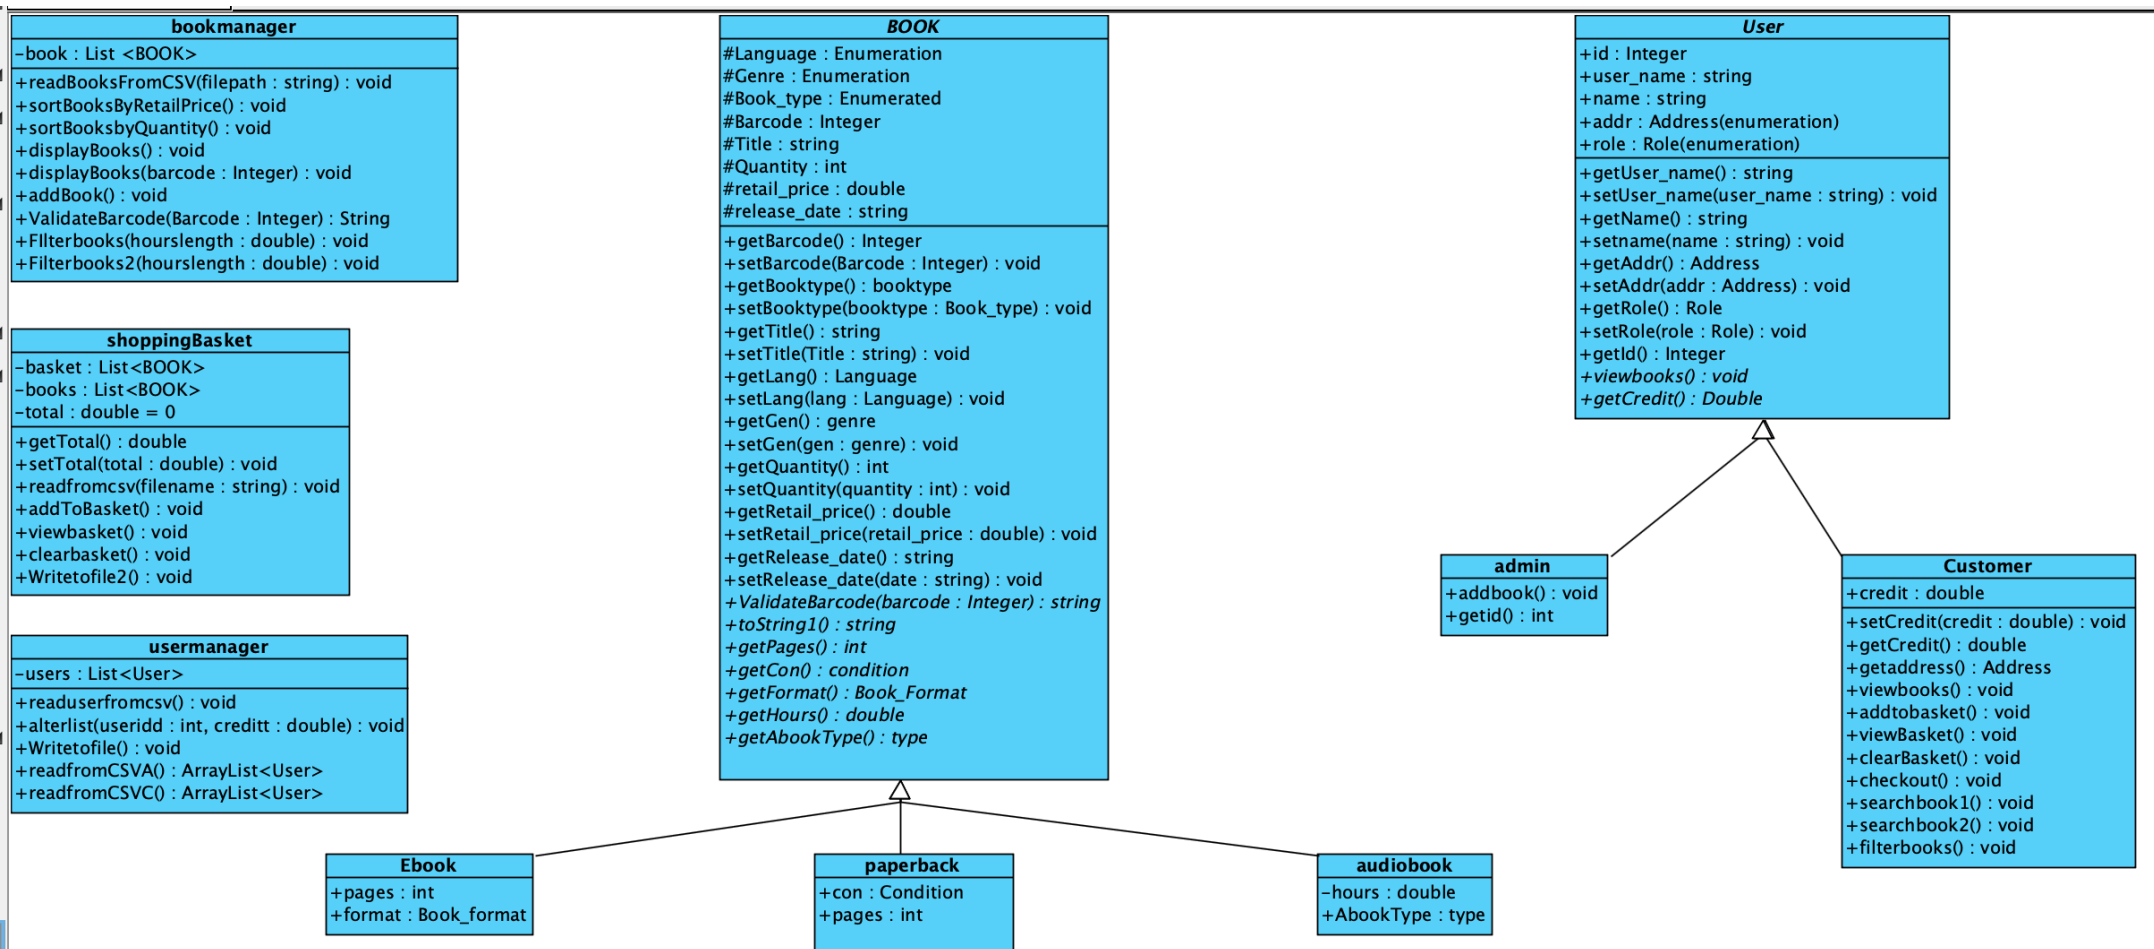 bookmanager
-book : List <BOOK>
+readBooksFromCSV(filepath : string) : void
+sortBooksByRetailPrice() : void
+sortBooksbyQuantity() : void
+displayBooks() : void
+displayBooks(barcode : Integer) : void
+addBook() : void
+ValidateBarcode(Barcode : Integer) : String
+FIlterbooks(hourslength : double) : void
+Filterbooks2(hourslength : double) : void
shoppingBasket
-basket : List<BOOK>
-books : List<BOOK>
-total : double = 0
+getTotal() : double
+setTotal(total : double) : void
+readfromcsv(filename : string) : void
+addToBasket() : void
+viewbasket() : void
+clearbasket() : void
+Writetofile2() : void
usermanager
-users : List<User>
+readuserfromcsv() : void
+alterlist(useridd : int, creditt : double) : void
+Writetofile() : void
+readfromCSVA() : ArrayList<User>
+readfromCSVC() : ArrayList<User>
BOOK
#Language : Enumeration
#Genre : Enumeration
#Book_type : Enumerated
#Barcode : Integer
#Title : string
#Quantity : int
#retail_price : double
#release_date : string
+getBarcode() : Integer
+setBarcode(Barcode : Integer) : void
+getBooktype() : booktype
+setBooktype(booktype : Book_type) : void
+getTitle() : string
+setTitle(Title : string) : void
+getLang() : Language
+setLang(lang : Language) : void
+getGen() : genre
+setGen(gen : genre) : void
+getQuantity() : int
+setQuantity(quantity : int) : void
+getRetail_price() : double
+setRetail_price(retail_price : double) : void
+getRelease_date() : string
+setRelease_date(date : string) : void
+ValidateBarcode(barcode : Integer) : string
+toString1() : string
+getPages() : int
+getCon() : condition
+getFormat() : Book_Format
+getHours() : double
+getAbookType() : type
Ebook
+pages : int
+format : Book_format
paperback
+con : Condition
+pages : int
audiobook
-hours : double
+AbookType : type
User
+id : Integer
+user_name : string
+name : string
+addr : Address(enumeration)
+role : Role(enumeration)
+getUser_name() : string
+setUser_name(user_name : string) : void
+getName() : string
+setname(name : string) : void
+getAddr() : Address
+setAddr(addr : Address) : void
+getRole() : Role
+setRole(role : Role) : void
+getId() : Integer
+viewbooks() : void
+getCredit() : Double
admin
+addbook() : void
+getid() : int
Customer
+credit : double
+setCredit(credit : double) : void
+getCredit() : double
+getaddress() : Address
+viewbooks() : void
+addtobasket() : void
+viewBasket() : void
+clearBasket() : void
+checkout() : void
+searchbook1() : void
+searchbook2() : void
+filterbooks() : void